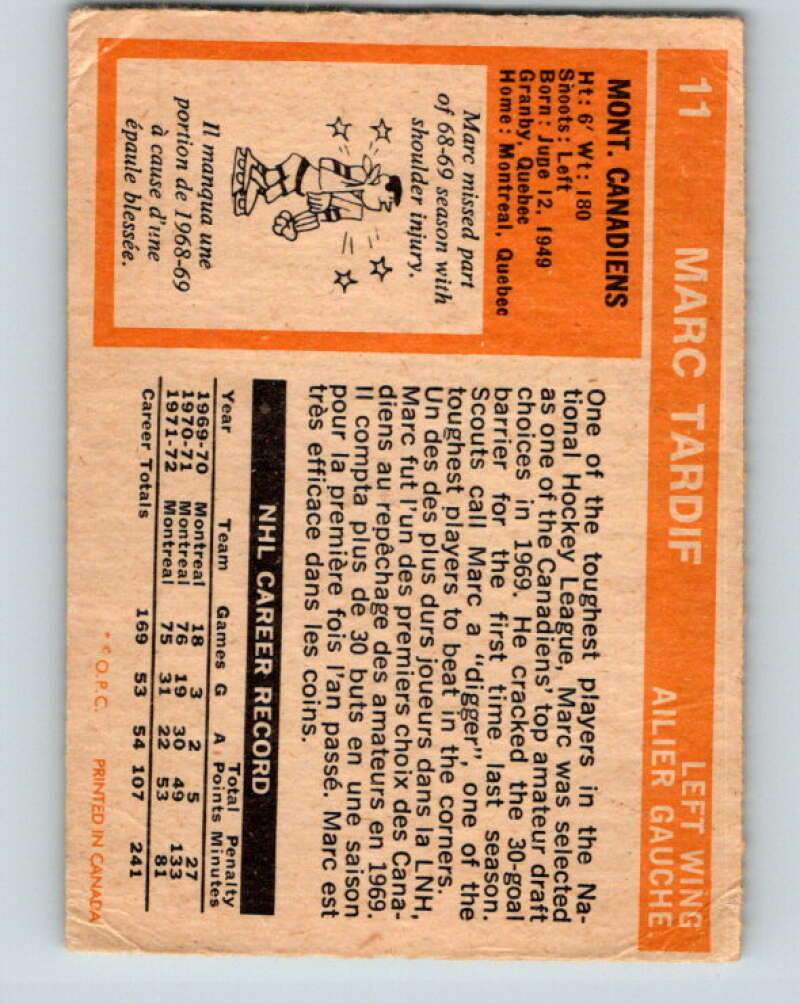 11 MARC TARDIF LEFT WING
AILIER GAUCHE
MONT. CANADIENS
Ht: 6' Wt: 180
Shoots: Left
Born: June 12, 1949
Granby, Quebec
Home: Montreal, Quebec
Marc missed part
of 68-69 season with
shoulder injury.
Il manqua une
portion de 1968-69
à cause d'une
épaule blessée.
One of the toughest players in the Na-
tional Hockey League, Marc was selected
as one of the Canadiens' top amateur draft
choices in 1969. He cracked the 30-goal
barrier for the first time last season.
Scouts call Marc a "digger", one of the
toughest players to beat in the corners.
Un des des plus durs joueurs dans la LNH,
Marc fut l'un des premiers choix des Cana-
diens au repêchage des amateurs en 1969.
Il compta plus de 30 buts en une saison
pour la première fois l'an passé. Marc est
très efficace dans les coins.
NHL CAREER RECORD
Total Penalty
Year Team Games G A Points Minutes
1969-70 Montreal 18 3 2 5 27
1970-71 Montreal 76 19 30 49 133
1971-72 Montreal 75 31 22 53 81
Career Totals 169 53 54 107 241
* © O.P.C. PRINTED IN CANADA